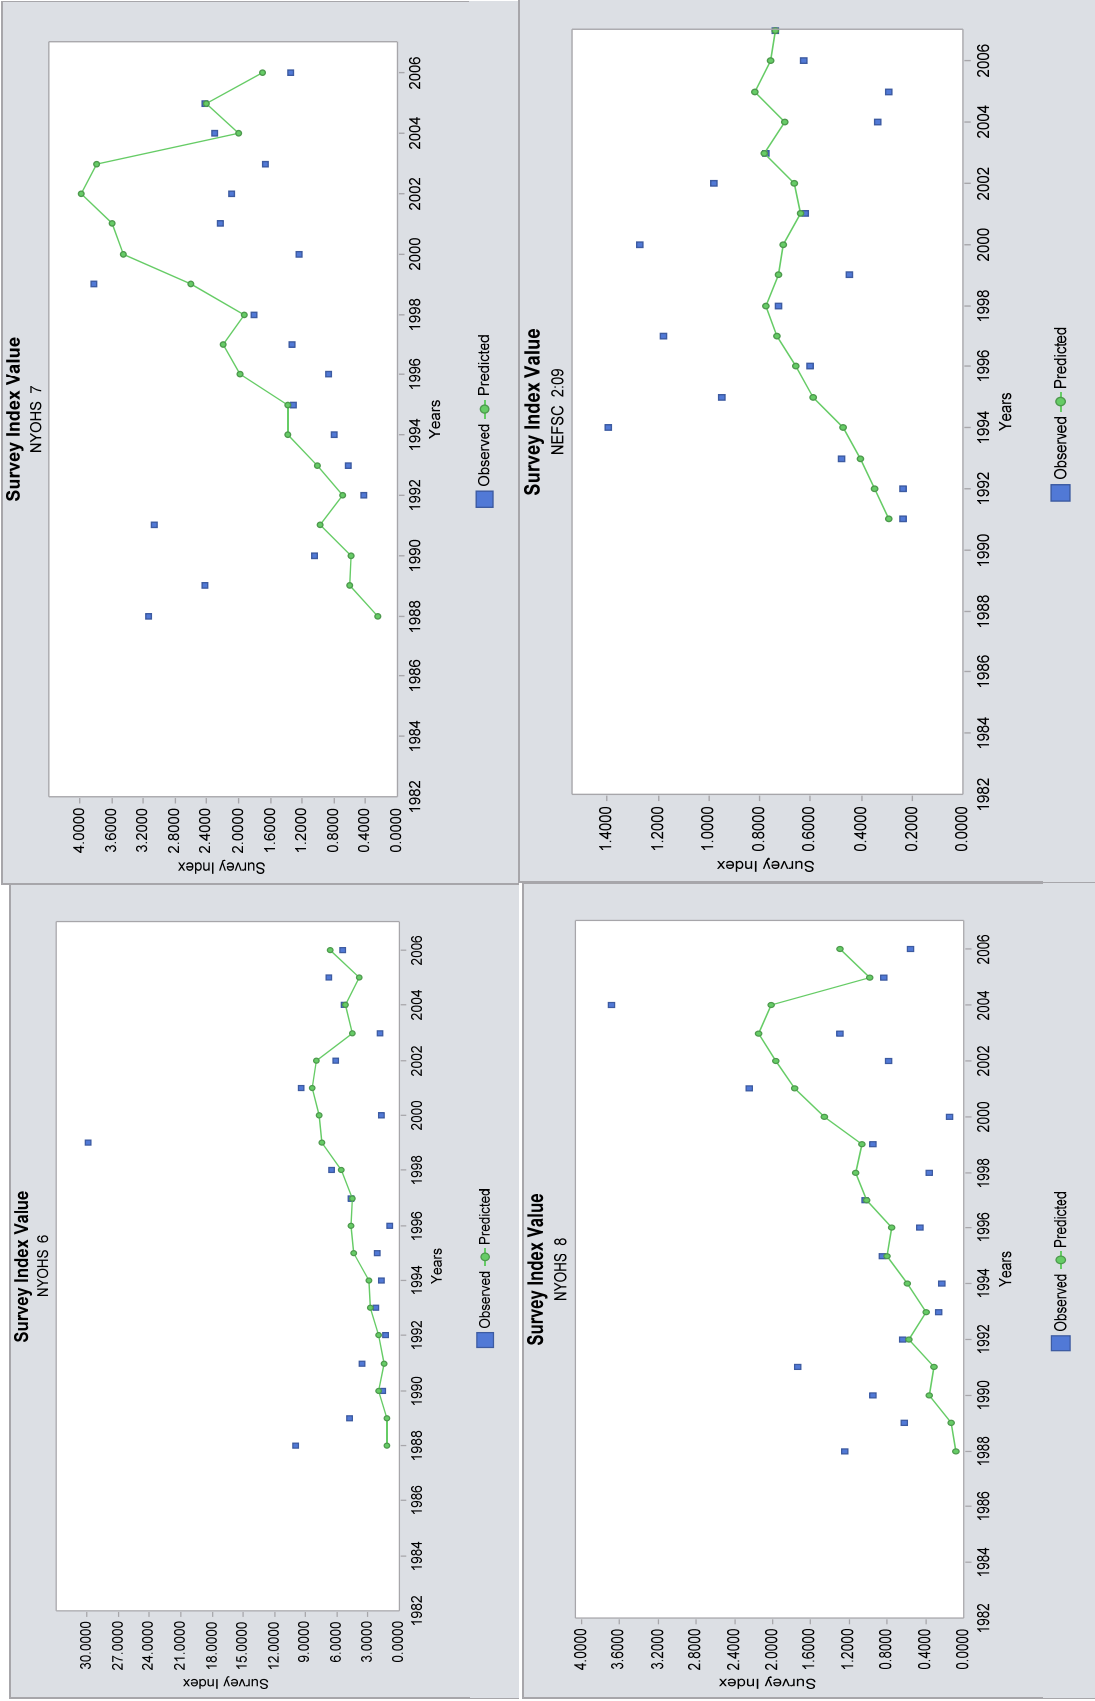 Survey Index Value
NYOHS 6
Survey Index
30.0000
27.0000
24.0000
21.0000
18.0000
15.0000
12.0000
9.0000
6.0000
3.0000
0.0000
1982 1984 1986 1988 1990 1992 1994 1996 1998 2000 2002 2004 2006
Years
Observed Predicted
Survey Index Value
NYOHS 7
Survey Index
4.0000
3.6000
3.2000
2.8000
2.4000
2.0000
1.6000
1.2000
0.8000
0.4000
0.0000
1982 1984 1986 1988 1990 1992 1994 1996 1998 2000 2002 2004 2006
Years
Observed Predicted
Survey Index Value
NYOHS 8
Survey Index
4.0000
3.6000
3.2000
2.8000
2.4000
2.0000
1.6000
1.2000
0.8000
0.4000
0.0000
1982 1984 1986 1988 1990 1992 1994 1996 1998 2000 2002 2004 2006
Years
Observed Predicted
Survey Index Value
NEFSC 2:09
Survey Index
1.4000
1.2000
1.0000
0.8000
0.6000
0.4000
0.2000
0.0000
1982 1984 1986 1988 1990 1992 1994 1996 1998 2000 2002 2004 2006
Years
Observed Predicted